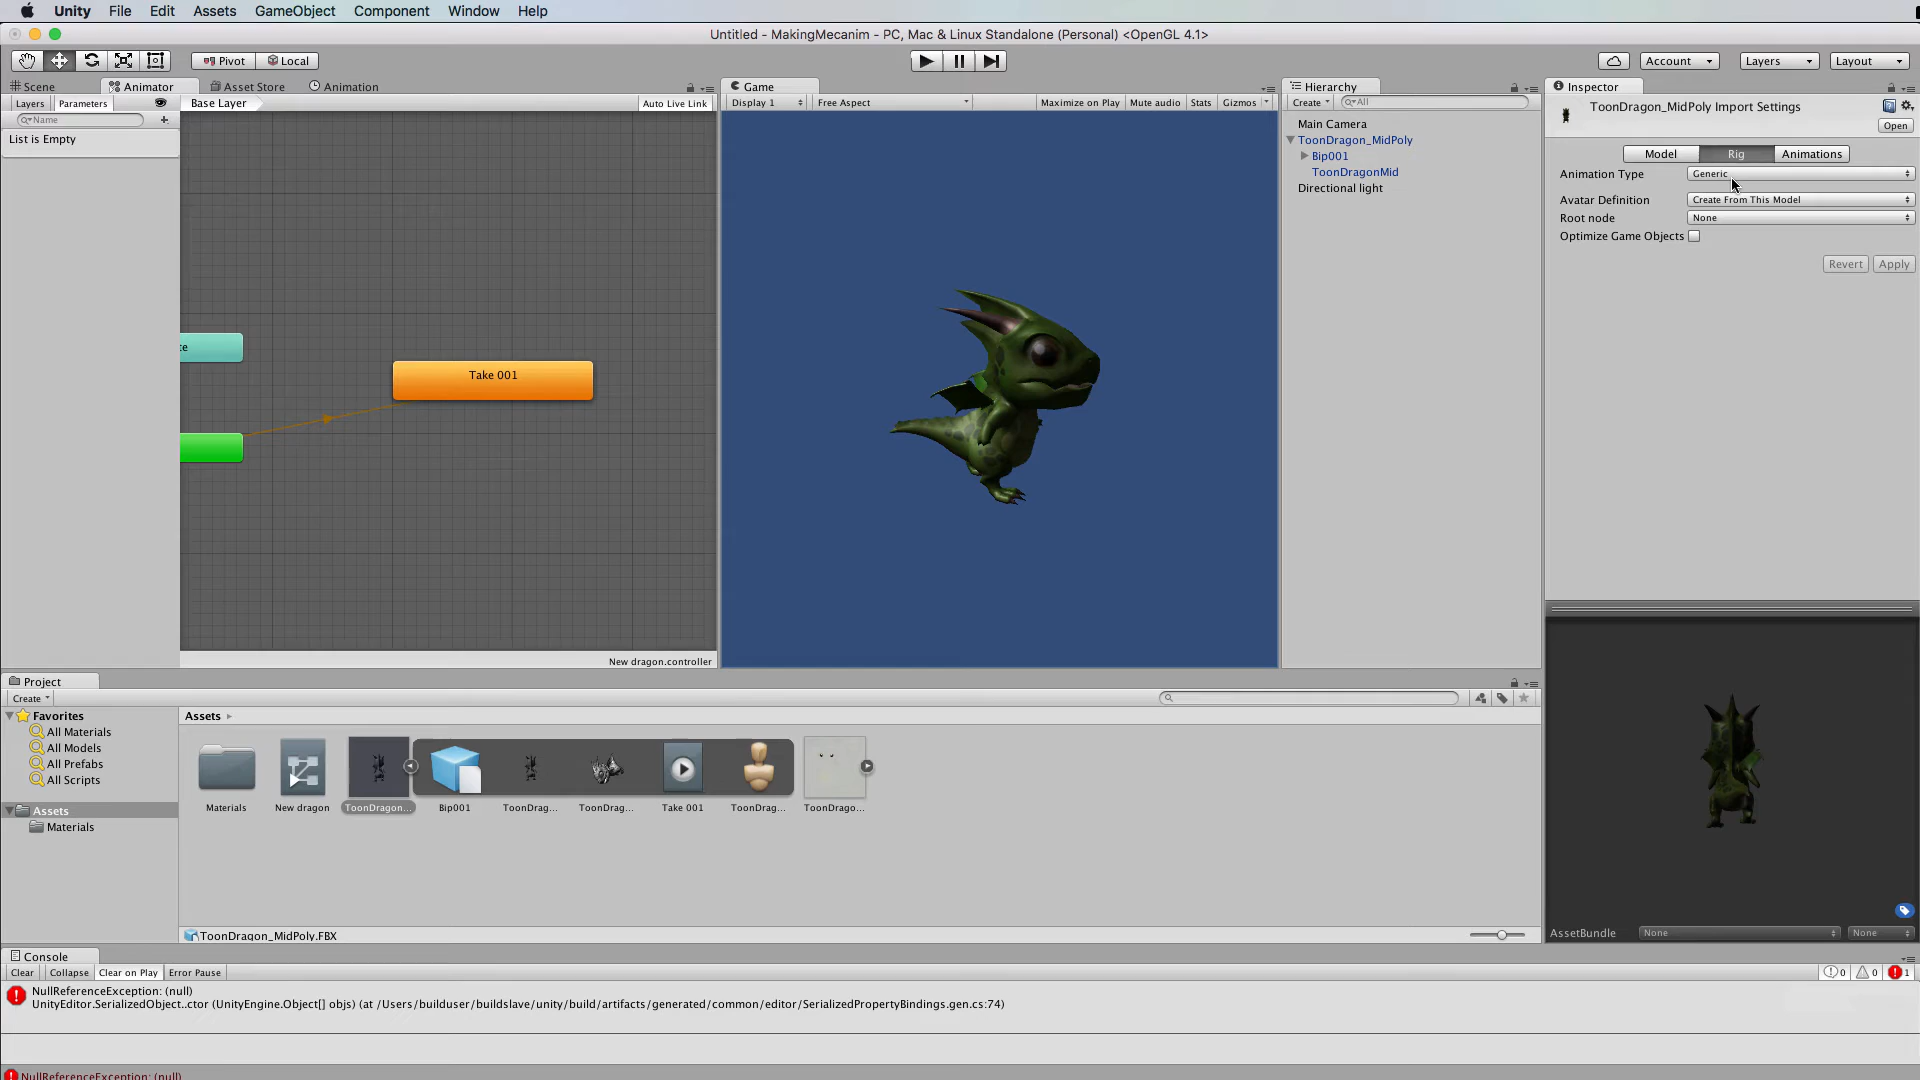 Unity File Edit Assets GameObject Component Window Help
Untitled - MakingMecanim - PC, Mac & Linux Standalone (Personal) <OpenGL 4.1>
Pivot Local Account Layers Layout
Scene Animator Asset Store Animation
Layers Parameters Base Layer Auto Live Link
Name
List is Empty
te
Take 001
New dragon.controller
Game
Display 1 Free Aspect Maximize on Play Mute audio Stats Gizmos
Hierarchy
Create All
Main Camera
ToonDragon_MidPoly
Bip001
ToonDragonMid
Directional light
Inspector
ToonDragon_MidPoly Import Settings
Open
Model Rig Animations
Animation Type Generic
Avatar Definition Create From This Model
Root node None
Optimize Game Objects
Revert Apply
AssetBundle None None
Project
Create
Favorites
All Materials
All Models
All Prefabs
All Scripts
Assets
Materials
Assets
Materials New dragon ToonDragon... Bip001 ToonDrag... ToonDrag... Take 001 ToonDrag... ToonDrago...
ToonDragon_MidPoly.FBX
Console
Clear Collapse Clear on Play Error Pause 0 0 1
NullReferenceException: (null)
UnityEditor.SerializedObject..ctor (UnityEngine.Object[] objs) (at /Users/builduser/buildslave/unity/build/artifacts/generated/common/editor/SerializedPropertyBindings.gen.cs:74)
NullReferenceException: (null)